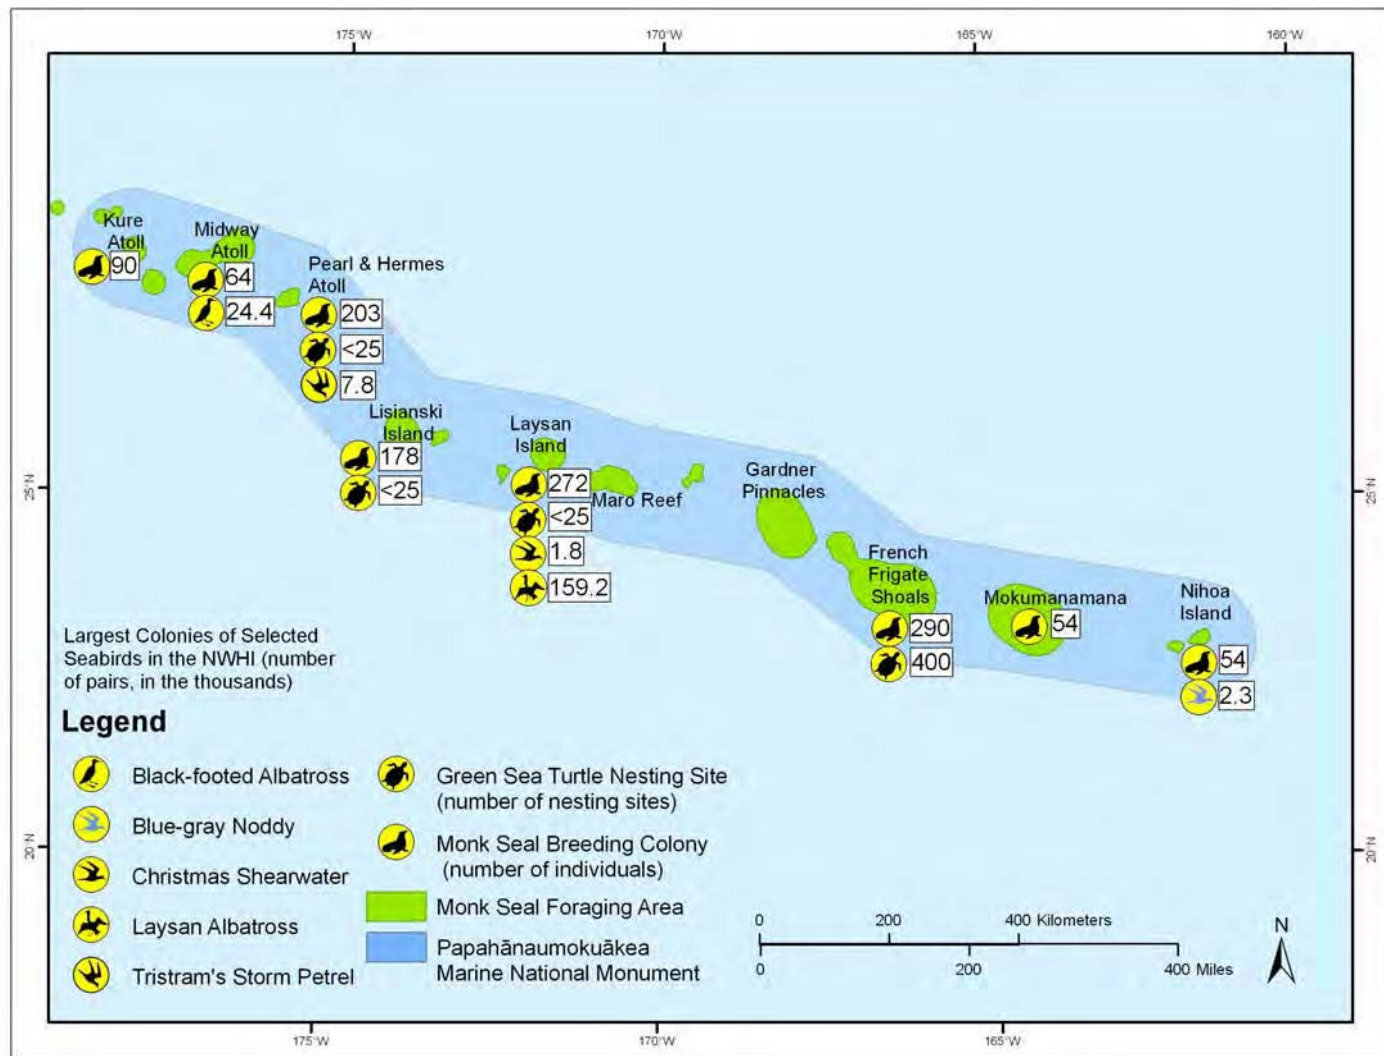 175°W 170°W 165°W 160°W
Kure
Atoll
90
Midway
Atoll
64
24.4
Pearl & Hermes
Atoll
203
<25
7.8
Lisianski
Island
178
<25
Laysan
Island
272
<25
1.8
159.2
Maro Reef
Gardner
Pinnacles
French
Frigate
Shoals
290
400
Mokumanamana
54
Nihoa
Island
54
2.3
25°N 25°N
20°N 20°N
Largest Colonies of Selected
Seabirds in the NWHI (number
of pairs, in the thousands)
Legend
Black-footed Albatross
Blue-gray Noddy
Christmas Shearwater
Laysan Albatross
Tristram's Storm Petrel
Green Sea Turtle Nesting Site
(number of nesting sites)
Monk Seal Breeding Colony
(number of individuals)
Monk Seal Foraging Area
Papahānaumokuākea
Marine National Monument
0 200 400 Kilometers
0 200 400 Miles
N
175°W 170°W 165°W